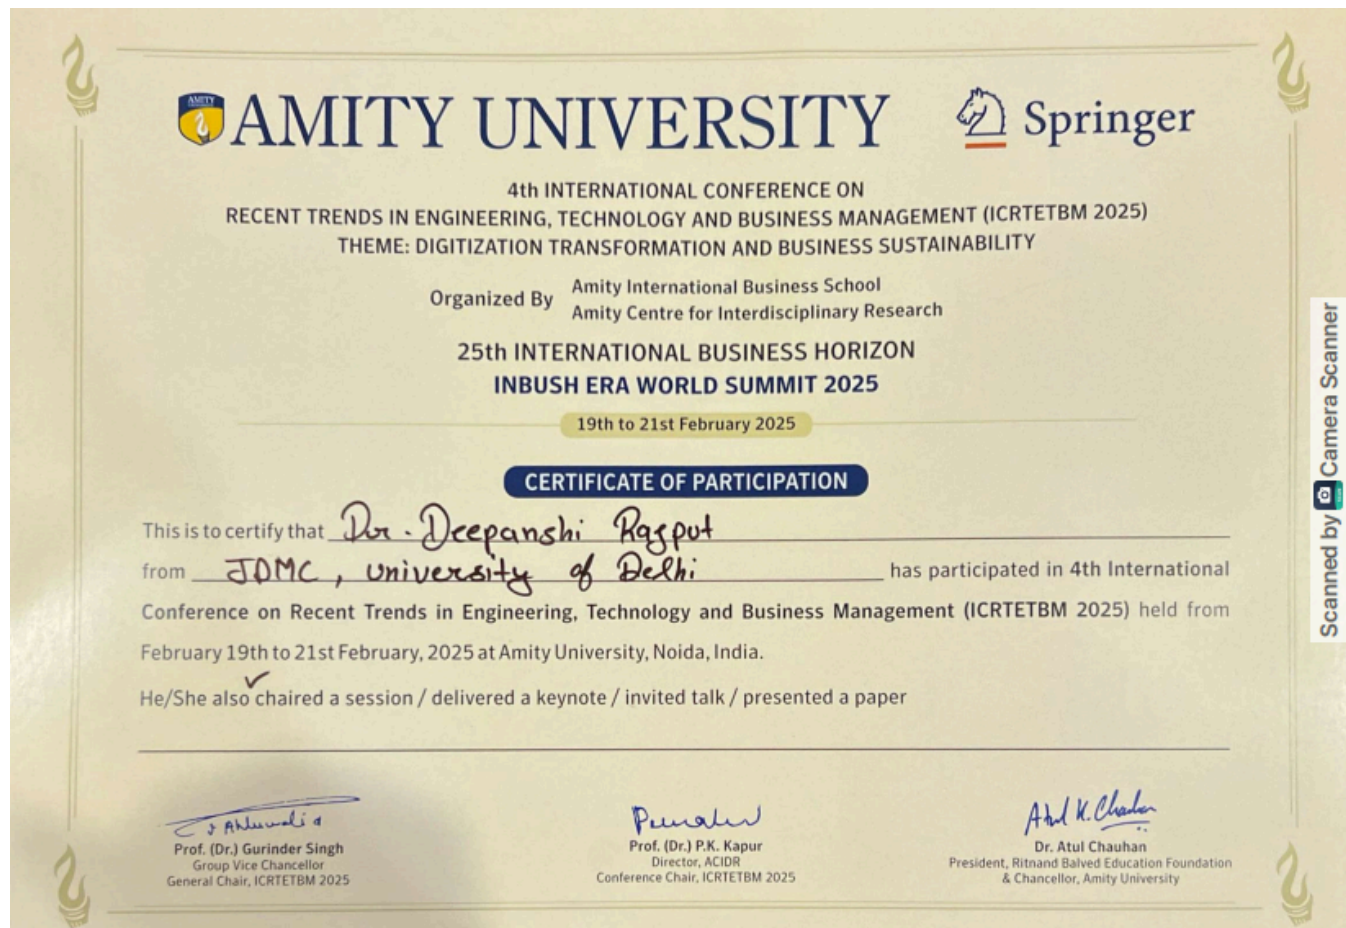 AMITY
AMITY UNIVERSITY
Springer
4th INTERNATIONAL CONFERENCE ON
RECENT TRENDS IN ENGINEERING, TECHNOLOGY AND BUSINESS MANAGEMENT (ICRTETBM 2025)
THEME: DIGITIZATION TRANSFORMATION AND BUSINESS SUSTAINABILITY
Organized By
Amity International Business School
Amity Centre for Interdisciplinary Research
25th INTERNATIONAL BUSINESS HORIZON
INBUSH ERA WORLD SUMMIT 2025
19th to 21st February 2025
CERTIFICATE OF PARTICIPATION
This is to certify that Dr. Deepanshi Rajput
from JDMC, University of Delhi has participated in 4th International
Conference on Recent Trends in Engineering, Technology and Business Management (ICRTETBM 2025) held from
February 19th to 21st February, 2025 at Amity University, Noida, India.
He/She also chaired a session / delivered a keynote / invited talk / presented a paper
Atul K. Chauhan
Prof. (Dr.) Gurinder Singh
Group Vice Chancellor
General Chair, ICRTETBM 2025
Prof. (Dr.) P.K. Kapur
Director, ACIDR
Conference Chair, ICRTETBM 2025
Dr. Atul Chauhan
President, Ritnand Balved Education Foundation
& Chancellor, Amity University
Scanned by Camera Scanner